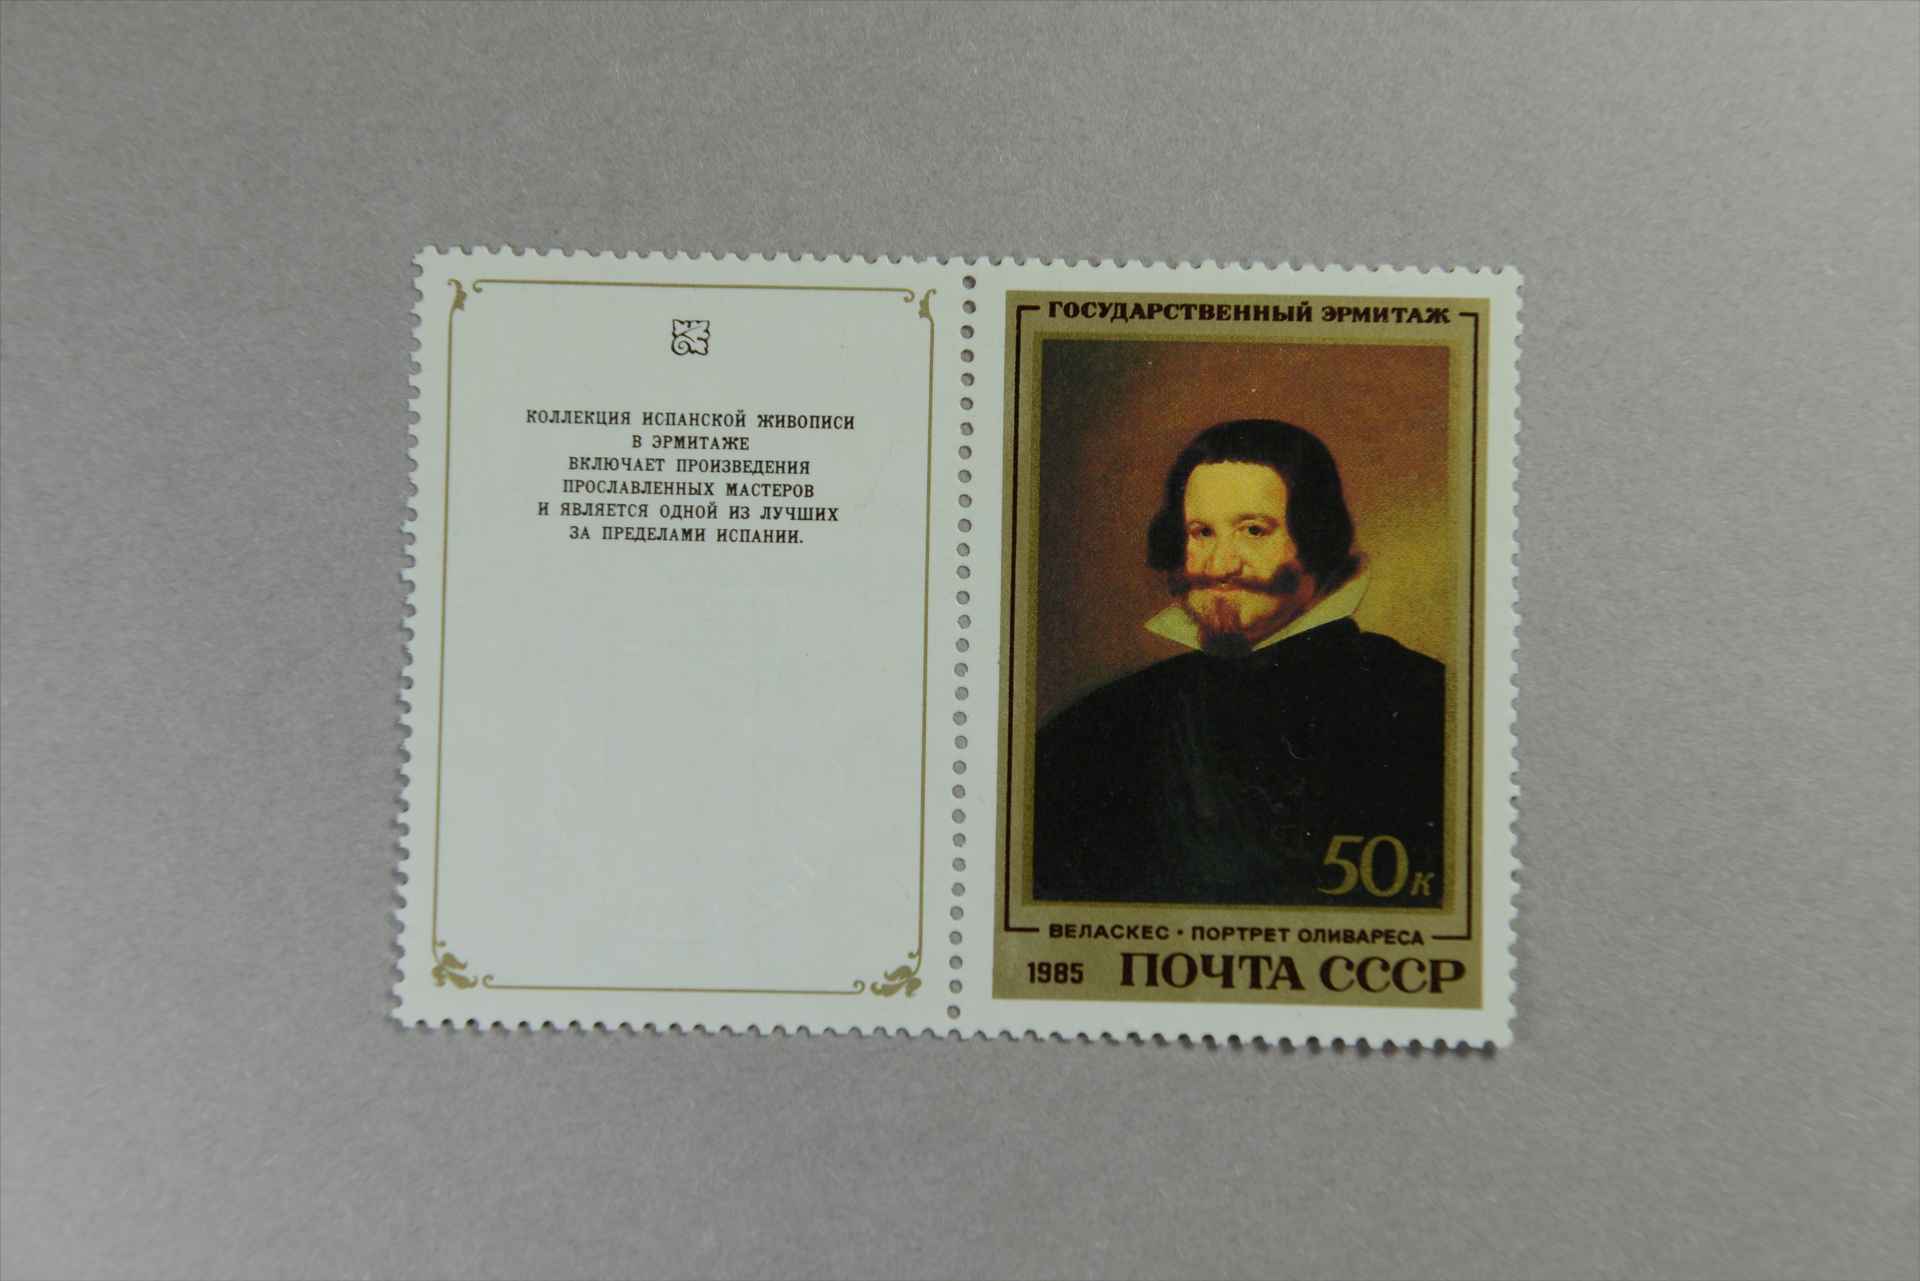 КОЛЛЕКЦИЯ ИСПАНСКОЙ ЖИВОПИСИ
В ЭРМИТАЖЕ
ВКЛЮЧАЕТ ПРОИЗВЕДЕНИЯ
ПРОСЛАВЛЕННЫХ МАСТЕРОВ
И ЯВЛЯЕТСЯ ОДНОЙ ИЗ ЛУЧШИХ
ЗА ПРЕДЕЛАМИ ИСПАНИИ.
ГОСУДАРСТВЕННЫЙ ЭРМИТАЖ
50к
ВЕЛАСКЕС • ПОРТРЕТ ОЛИВАРЕСА
1985 ПОЧТА СССР